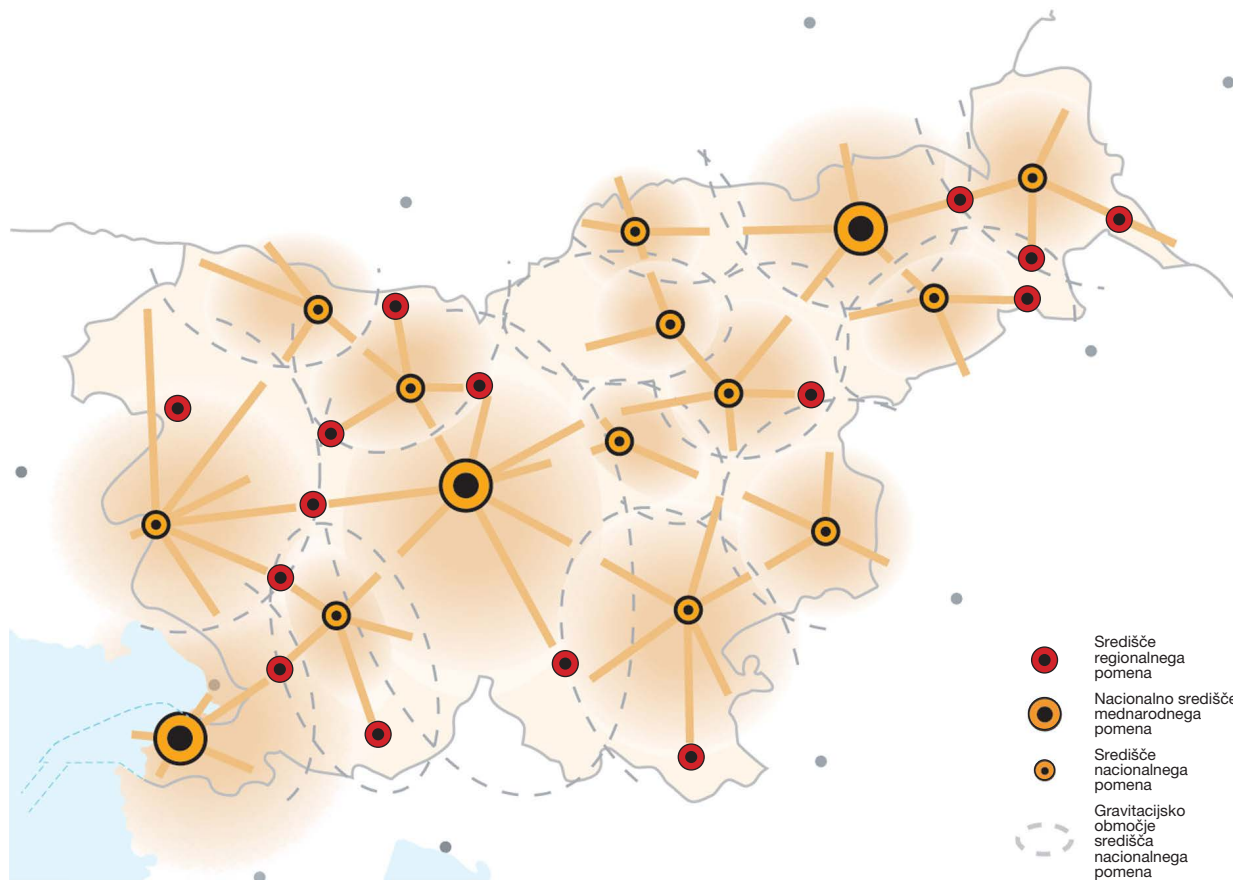 Središče
regionalnega
pomena
Nacionalno središče
mednarodnega
pomena
Središče
nacionalnega
pomena
Gravitacijsko
območje
središča
nacionalnega
pomena